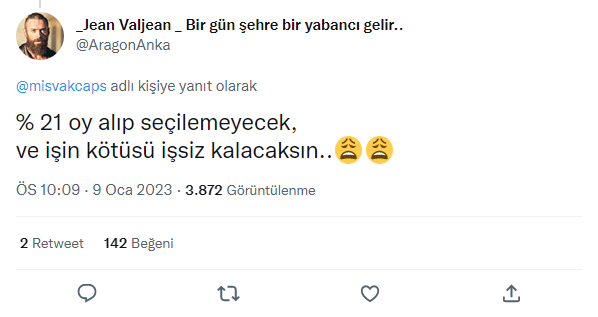 _Jean Valjean _ Bir gün şehre bir yabancı gelir..
@AragonAnka
@misvakcaps adlı kişiye yanıt olarak
% 21 oy alıp seçilemeyecek,
ve işin kötüsü işsiz kalacaksın..😩😩
ÖS 10:09 · 9 Oca 2023 · 3.872 Görüntülenme
2 Retweet 142 Beğeni